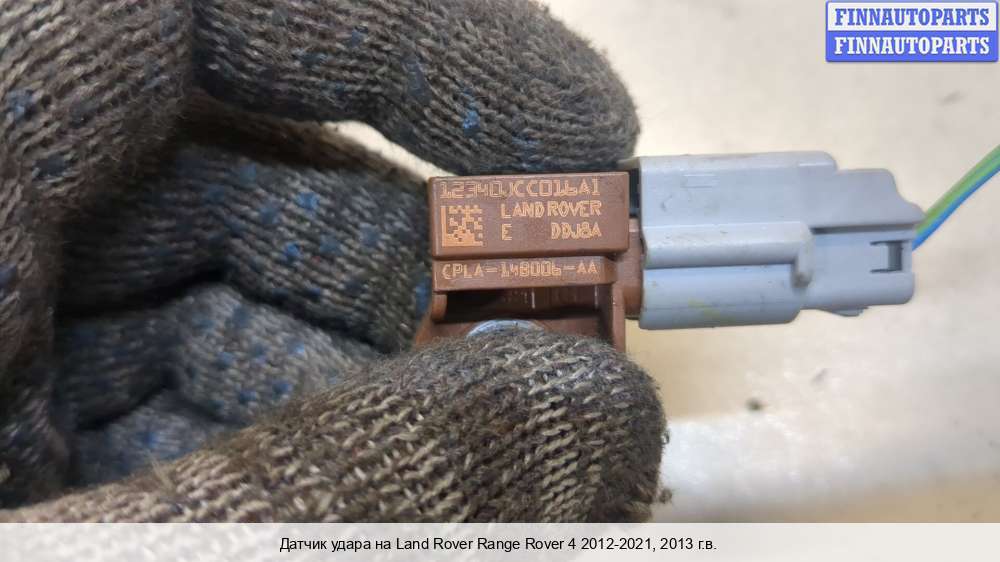 FINNAUTOPARTS
FINNAUTOPARTS
12340JCC016A1
LAND ROVER
E DDJ8A
CPLA-14B006-AA
Датчик удара на Land Rover Range Rover 4 2012-2021, 2013 г.в.